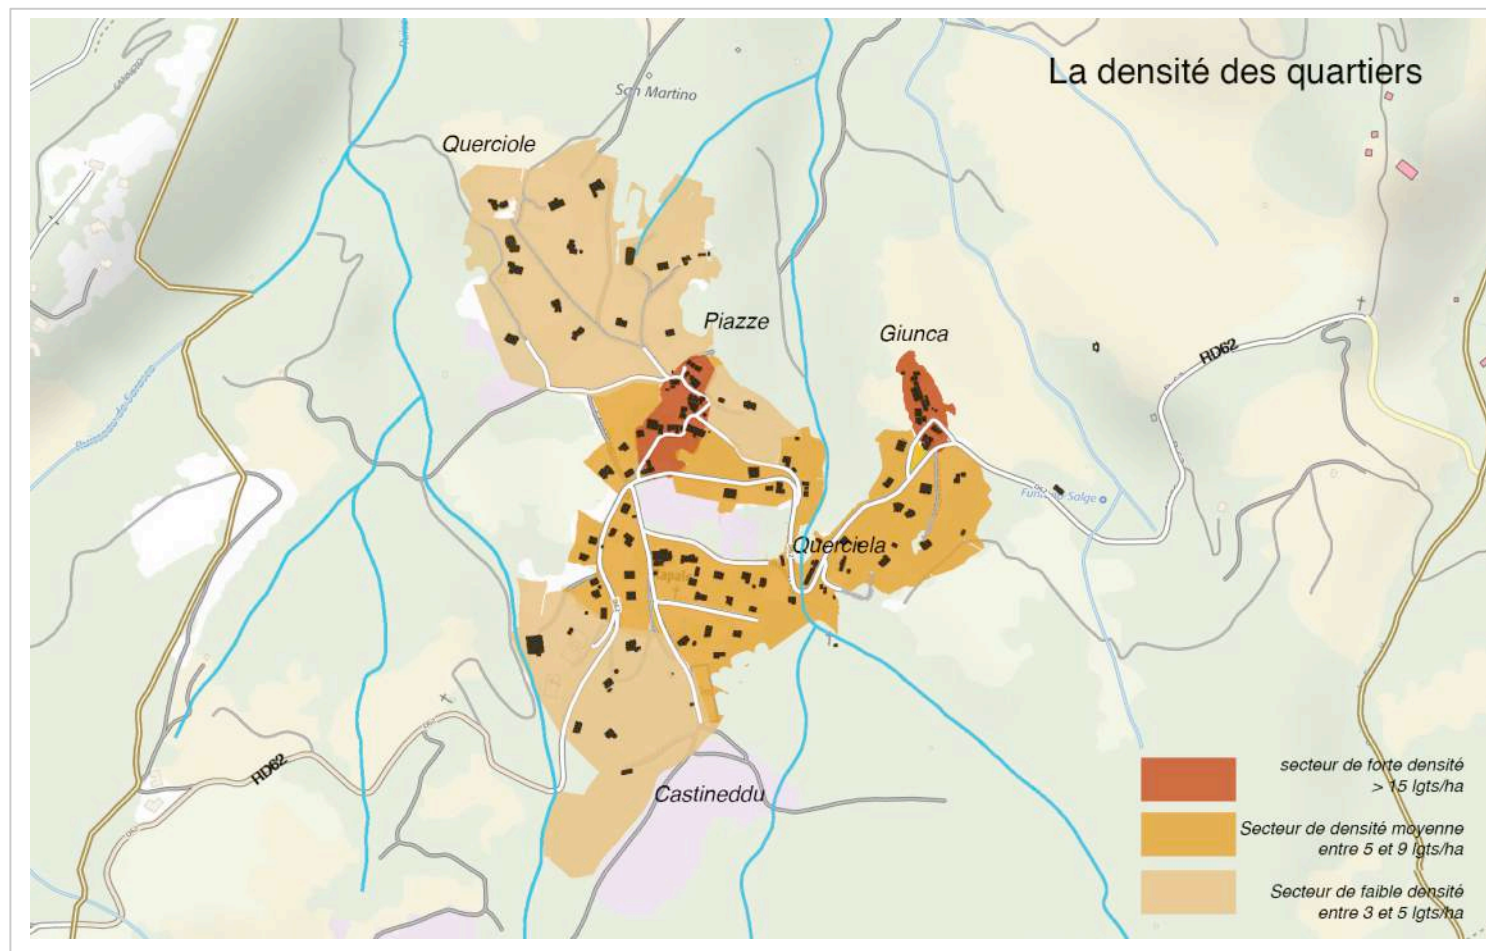 La densité des quartiers
San Martino
Querciole
Piazze
Giunca
RD62
Querciela
RD62
Castineddu
secteur de forte densité
> 15 lgts/ha
Secteur de densité moyenne
entre 5 et 9 lgts/ha
Secteur de faible densité
entre 3 et 5 lgts/ha